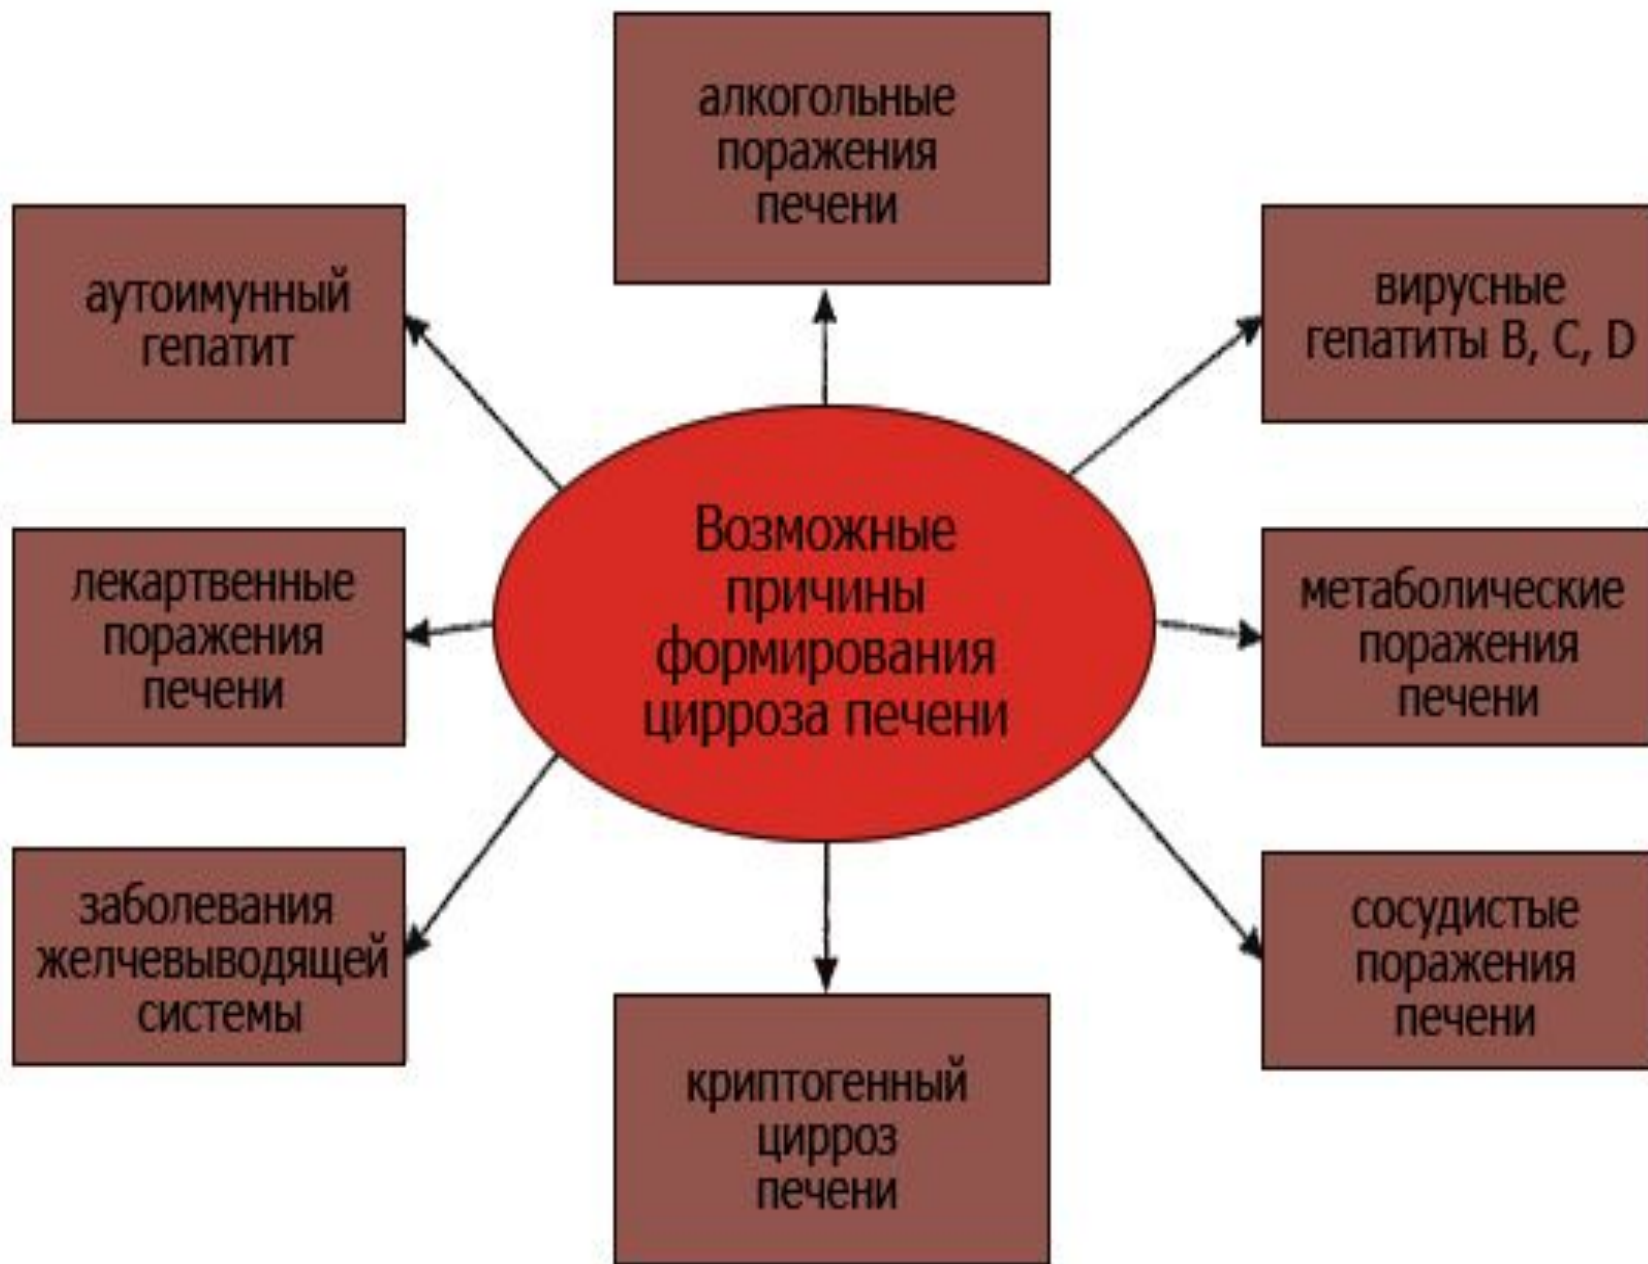 алкогольные
поражения
печени
аутоимунный
гепатит
вирусные
гепатиты B, C, D
Возможные
причины
формирования
цирроза печени
лекартвенные
поражения
печени
метаболические
поражения
печени
заболевания
желчевыводящей
системы
сосудистые
поражения
печени
криптогенный
цирроз
печени